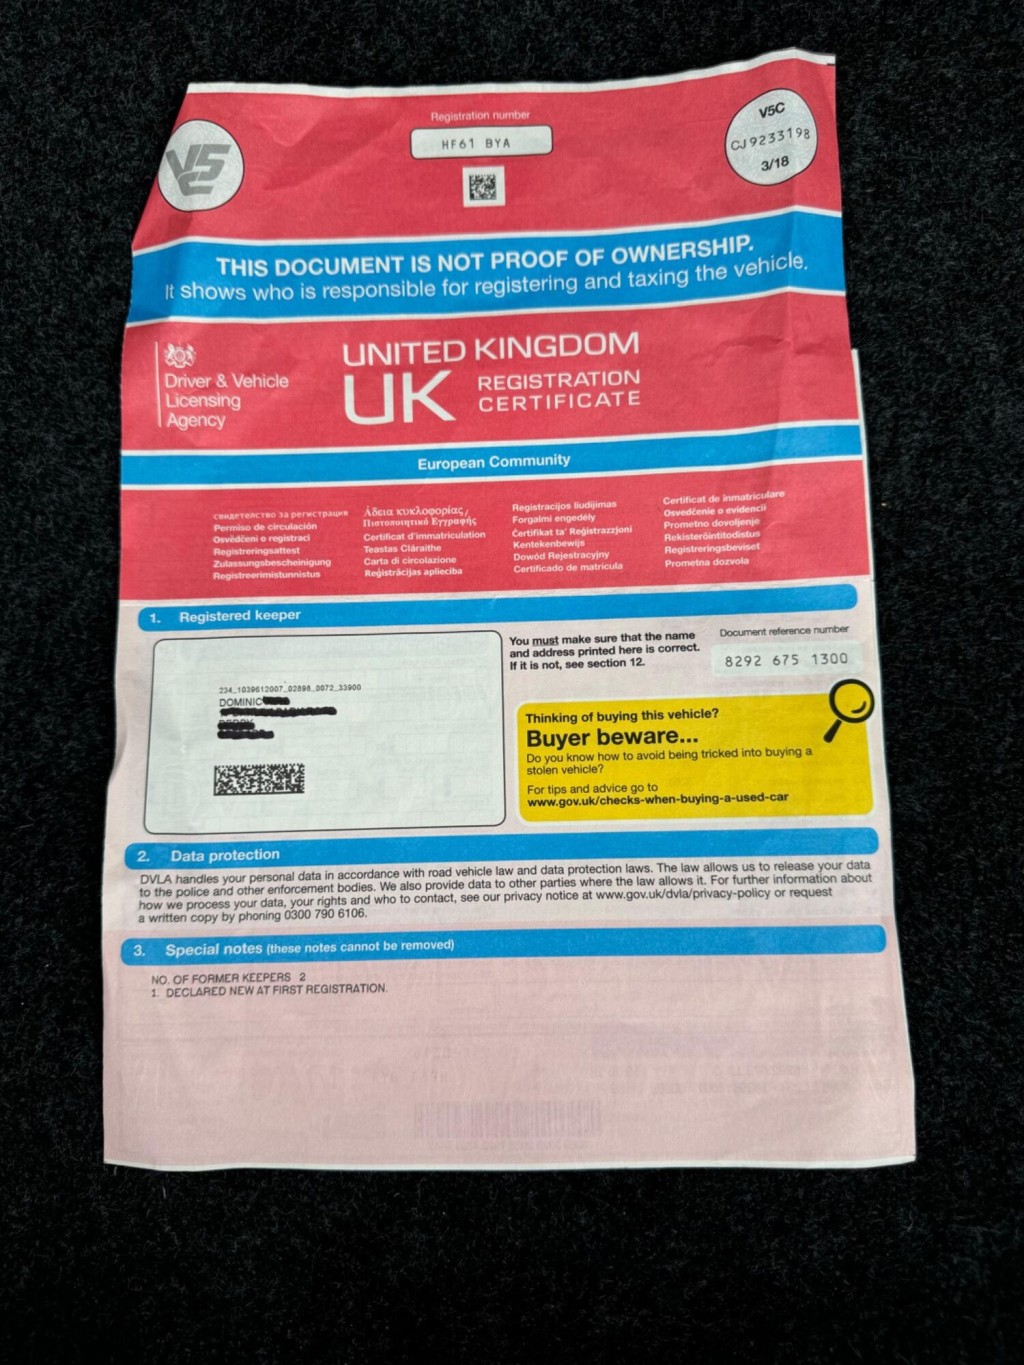 Registration number
HF61 BYA
V5C
V5C
CJ9233198
3/18
THIS DOCUMENT IS NOT PROOF OF OWNERSHIP.
It shows who is responsible for registering and taxing the vehicle.
Driver & Vehicle
Licensing
Agency
UNITED KINGDOM
UK REGISTRATION
CERTIFICATE
European Community
свидетелство за регистрация
Permiso de circulación
Osvědčení o registraci
Registreringsattest
Zulassungsbescheinigung
Registreerimistunnistus
Άδεια κυκλοφορίας/
Πιστοποιητικό Εγγραφής
Certificat d'immatriculation
Teastas Cláraithe
Carta di circolazione
Reģistrācijas apliecība
Registracijos liudijimas
Forgalmi engedély
Ċertifikat ta' Reġistrazzjoni
Kentekenbewijs
Dowód Rejestracyjny
Certificado de matrícula
Certificat de inmatriculare
Osvedčenie o evidencii
Prometno dovoljenje
Rekisteröintitodistus
Registreringsbeviset
Prometna dozvola
1. Registered keeper
234_1039612007_02898_0072_33900
DOMINIC
You must make sure that the name
and address printed here is correct.
If it is not, see section 12.
Document reference number
8292 675 1300
Thinking of buying this vehicle?
Buyer beware...
Do you know how to avoid being tricked into buying a
stolen vehicle?
For tips and advice go to
www.gov.uk/checks-when-buying-a-used-car
2. Data protection
DVLA handles your personal data in accordance with road vehicle law and data protection laws. The law allows us to release your data
to the police and other enforcement bodies. We also provide data to other parties where the law allows it. For further information about
how we process your data, your rights and who to contact, see our privacy notice at www.gov.uk/dvla/privacy-policy or request
a written copy by phoning 0300 790 6106.
3. Special notes (these notes cannot be removed)
NO. OF FORMER KEEPERS 2
1. DECLARED NEW AT FIRST REGISTRATION.